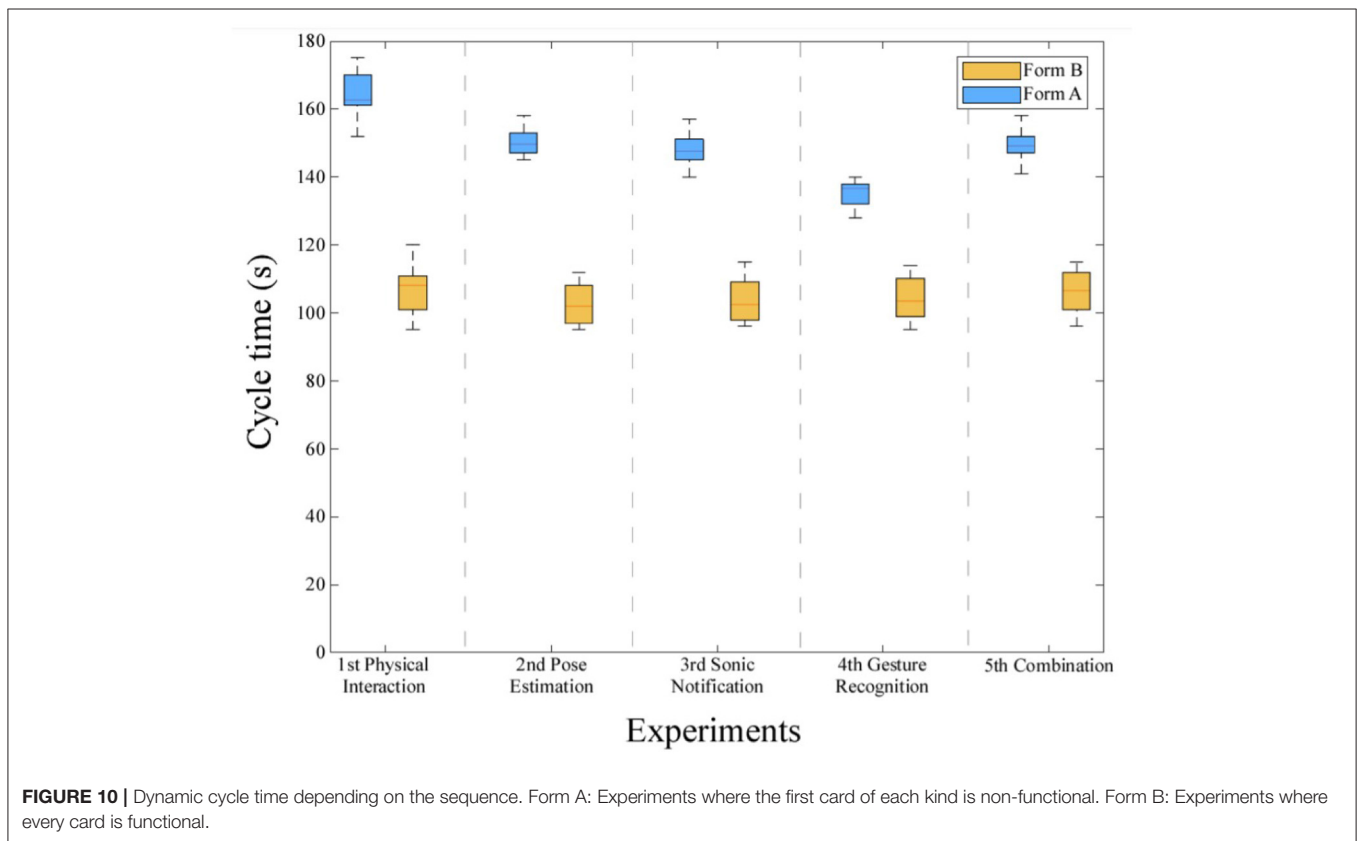 180
160
140
120
100
80
60
40
20
0
Cycle time (s)
Form B
Form A
1st Physical
Interaction
2nd Pose
Estimation
3rd Sonic
Notification
4th Gesture
Recognition
5th Combination
Experiments
FIGURE 10 | Dynamic cycle time depending on the sequence. Form A: Experiments where the first card of each kind is non-functional. Form B: Experiments where
every card is functional.